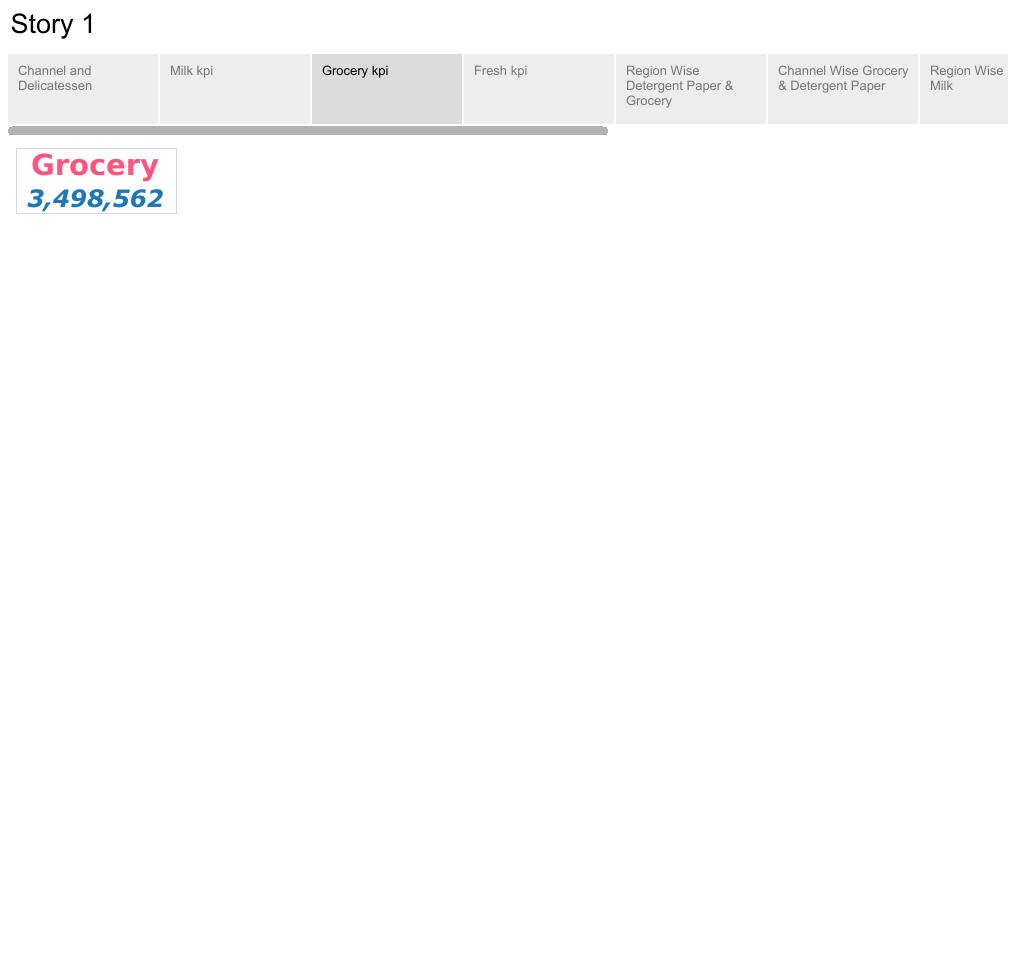 Story 1
Channel and
Delicatessen
Milk kpi
Grocery kpi
Fresh kpi
Region Wise
Detergent Paper &
Grocery
Channel Wise Grocery
& Detergent Paper
Region Wise
Milk
Grocery
3,498,562